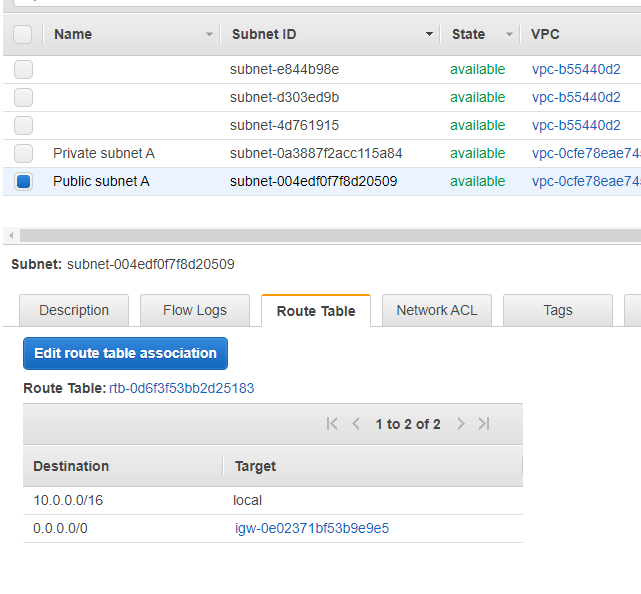 Name Subnet ID State VPC
subnet-e844b98e available vpc-b55440d2
subnet-d303ed9b available vpc-b55440d2
subnet-4d761915 available vpc-b55440d2
Private subnet A subnet-0a3887f2acc115a84 available vpc-0cfe78eae74
Public subnet A subnet-004edf0f7f8d20509 available vpc-0cfe78eae74
Subnet: subnet-004edf0f7f8d20509
Description Flow Logs Route Table Network ACL Tags
Edit route table association
Route Table: rtb-0d6f3f53bb2d25183
1 to 2 of 2
Destination Target
10.0.0.0/16 local
0.0.0.0/0 igw-0e02371bf53b9e9e5